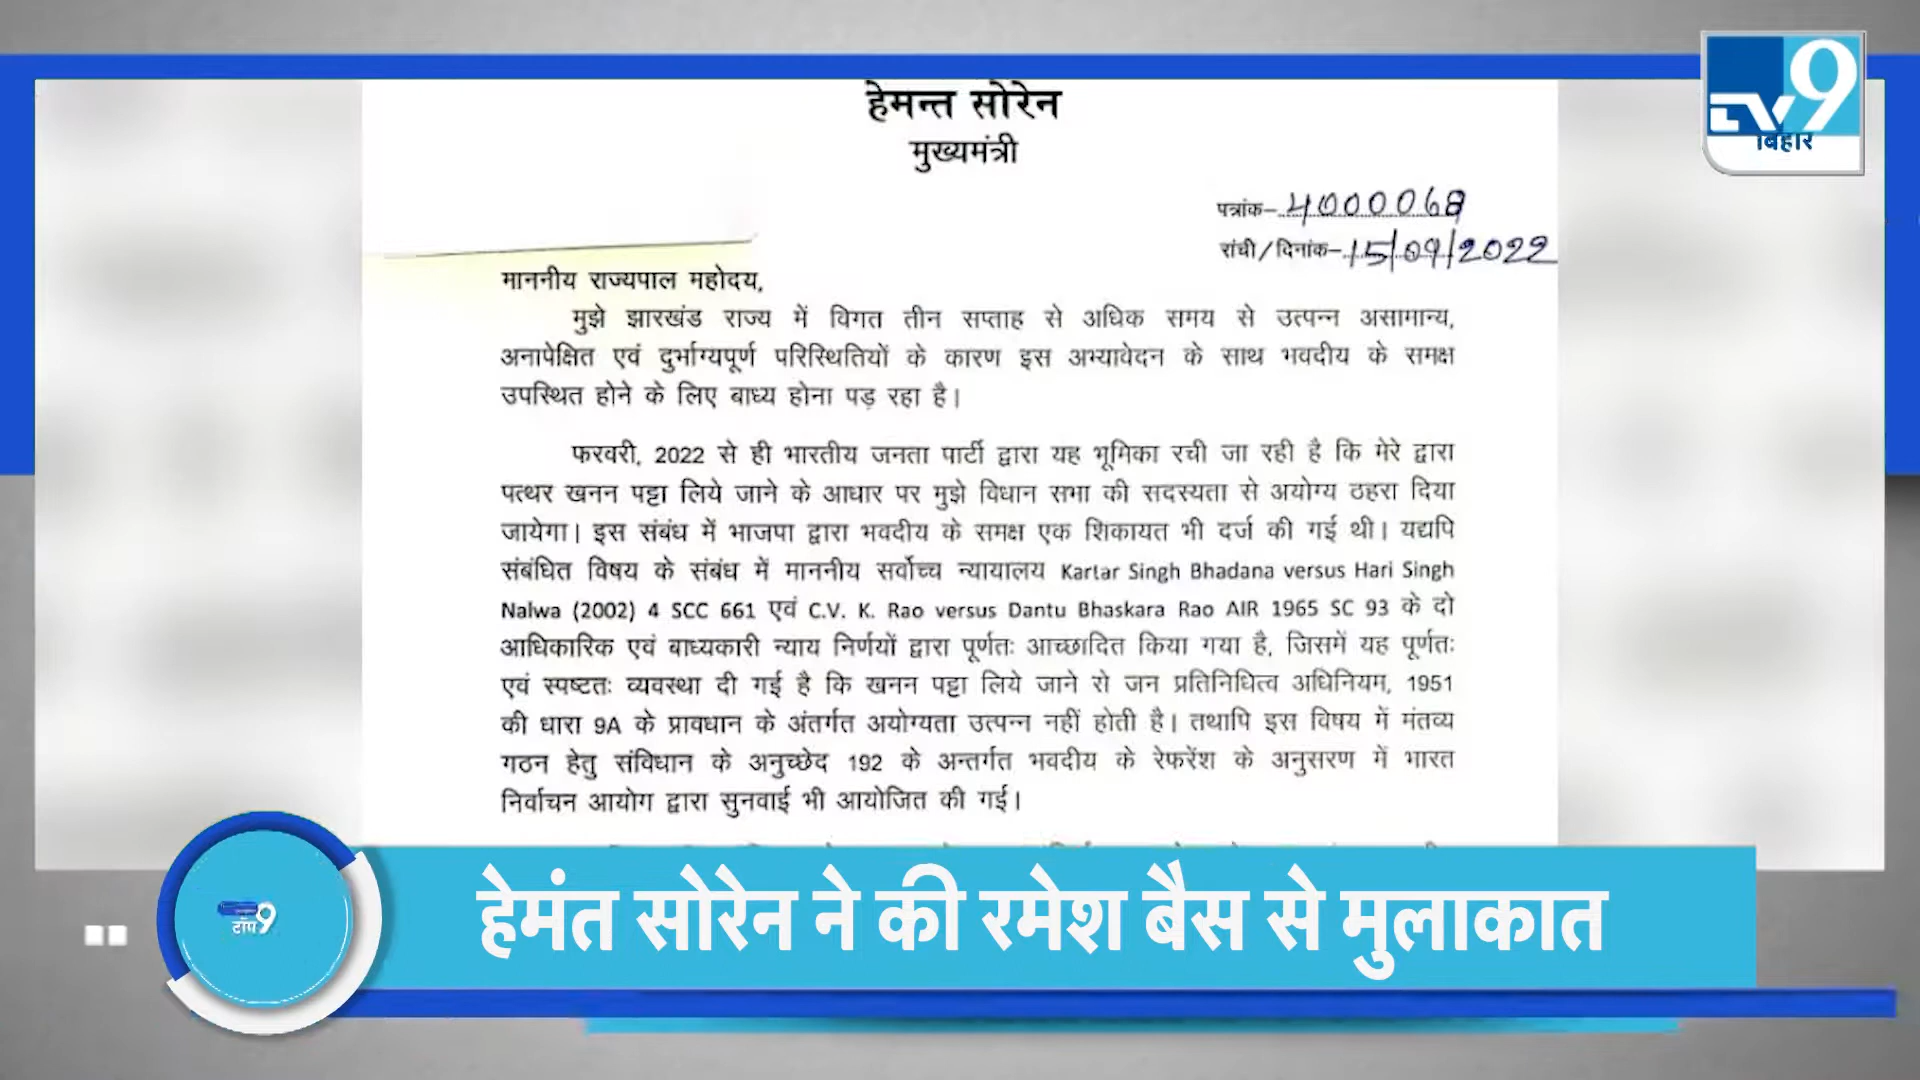 TV9
बिहार
हेमन्त सोरेन
मुख्यमंत्री
पत्रांक-4000068
रांची/दिनांक-15/09/2022
माननीय राज्यपाल महोदय,
मुझे झारखंड राज्य में विगत तीन सप्ताह से अधिक समय से उत्पन्न असामान्य,
अनापेक्षित एवं दुर्भाग्यपूर्ण परिस्थितियों के कारण इस अभ्यावेदन के साथ भवदीय के समक्ष
उपस्थित होने के लिए बाध्य होना पड़ रहा है।
फरवरी, 2022 से ही भारतीय जनता पार्टी द्वारा यह भूमिका रची जा रही है कि मेरे द्वारा
पत्थर खनन पट्टा लिये जाने के आधार पर मुझे विधान सभा की सदस्यता से अयोग्य ठहरा दिया
जायेगा। इस संबंध में भाजपा द्वारा भवदीय के समक्ष एक शिकायत भी दर्ज की गई थी। यद्यपि
संबंधित विषय के संबंध में माननीय सर्वोच्च न्यायालय Kartar Singh Bhadana versus Hari Singh
Nalwa (2002) 4 SCC 661 एवं C.V. K. Rao versus Dantu Bhaskara Rao AIR 1965 SC 93 के दो
आधिकारिक एवं बाध्यकारी न्याय निर्णयों द्वारा पूर्णतः आच्छादित किया गया है, जिसमें यह पूर्णतः
एवं स्पष्टतः व्यवस्था दी गई है कि खनन पट्टा लिये जाने से जन प्रतिनिधित्व अधिनियम, 1951
की धारा 9A के प्रावधान के अंतर्गत अयोग्यता उत्पन्न नहीं होती है। तथापि इस विषय में मंतव्य
गठन हेतु संविधान के अनुच्छेद 192 के अन्तर्गत भवदीय के रेफरेंश के अनुसरण में भारत
निर्वाचन आयोग द्वारा सुनवाई भी आयोजित की गई।
टॉप9
हेमंत सोरेन ने की रमेश बैस से मुलाकात